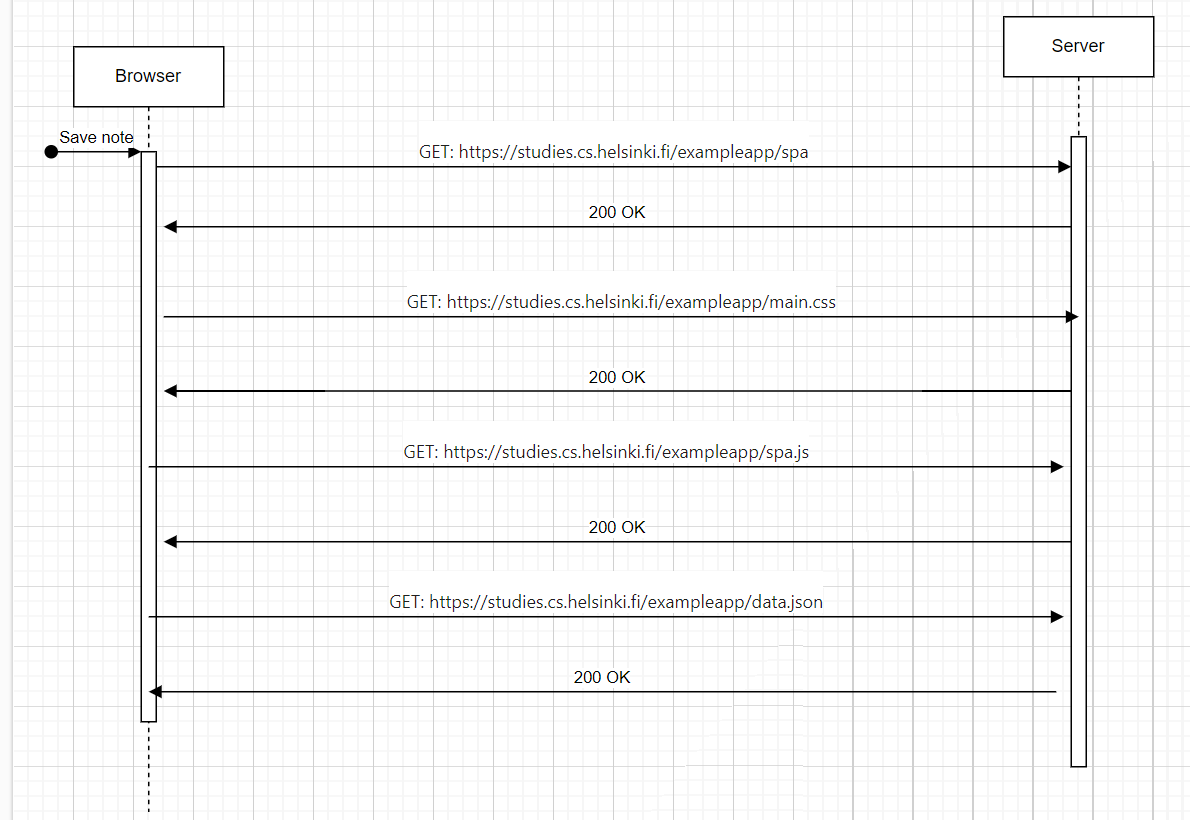 Server
Browser
Save note
GET: https://studies.cs.helsinki.fi/exampleapp/spa
200 OK
GET: https://studies.cs.helsinki.fi/exampleapp/main.css
200 OK
GET: https://studies.cs.helsinki.fi/exampleapp/spa.js
200 OK
GET: https://studies.cs.helsinki.fi/exampleapp/data.json
200 OK